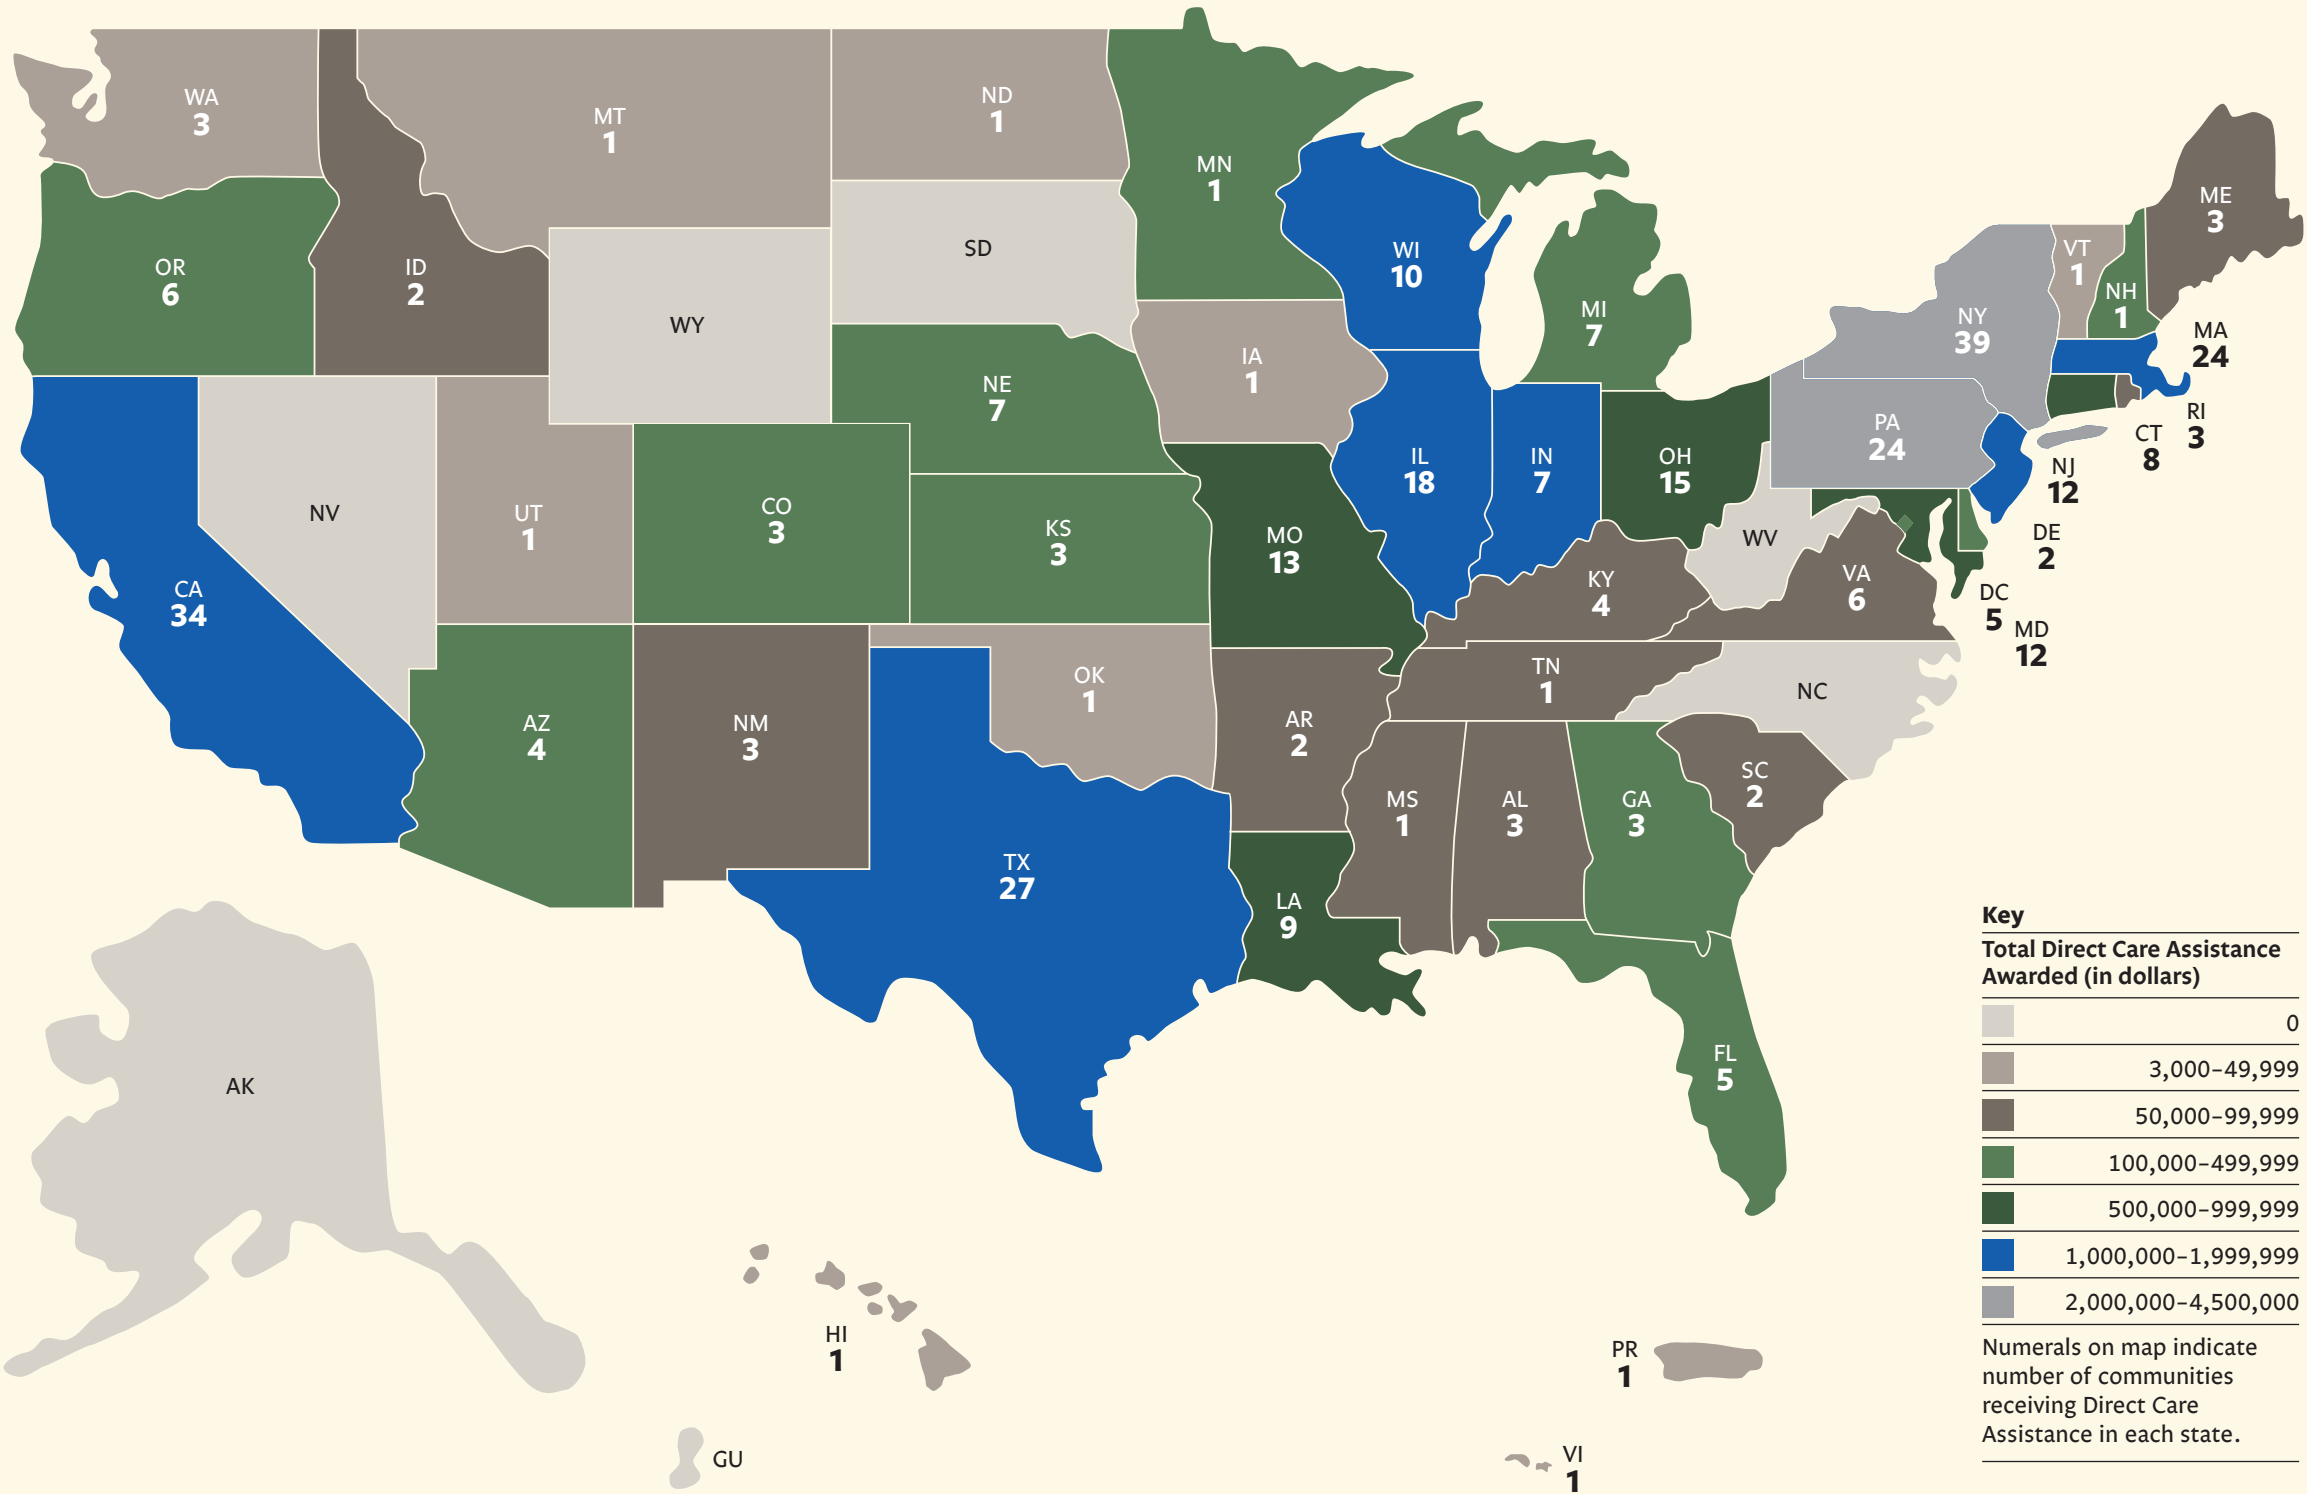 WA
3
MT
1
ND
1
MN
1
ME
3
OR
6
ID
2
SD
WI
10
VT
1
NH
1
WY
MI
7
NY
39
MA
24
IA
1
NE
7
RI
3
CT
8
PA
24
NJ
12
NV
UT
1
CO
3
KS
3
MO
13
IL
18
IN
7
OH
15
WV
DE
2
CA
34
KY
4
VA
6
DC
5
MD
12
TN
1
NC
OK
1
AZ
4
NM
3
AR
2
SC
2
MS
1
AL
3
GA
3
TX
27
LA
9
FL
5
AK
HI
1
PR
1
GU
VI
1
Key
Total Direct Care Assistance
Awarded (in dollars)
0
3,000–49,999
50,000–99,999
100,000–499,999
500,000–999,999
1,000,000–1,999,999
2,000,000–4,500,000
Numerals on map indicate
number of communities
receiving Direct Care
Assistance in each state.